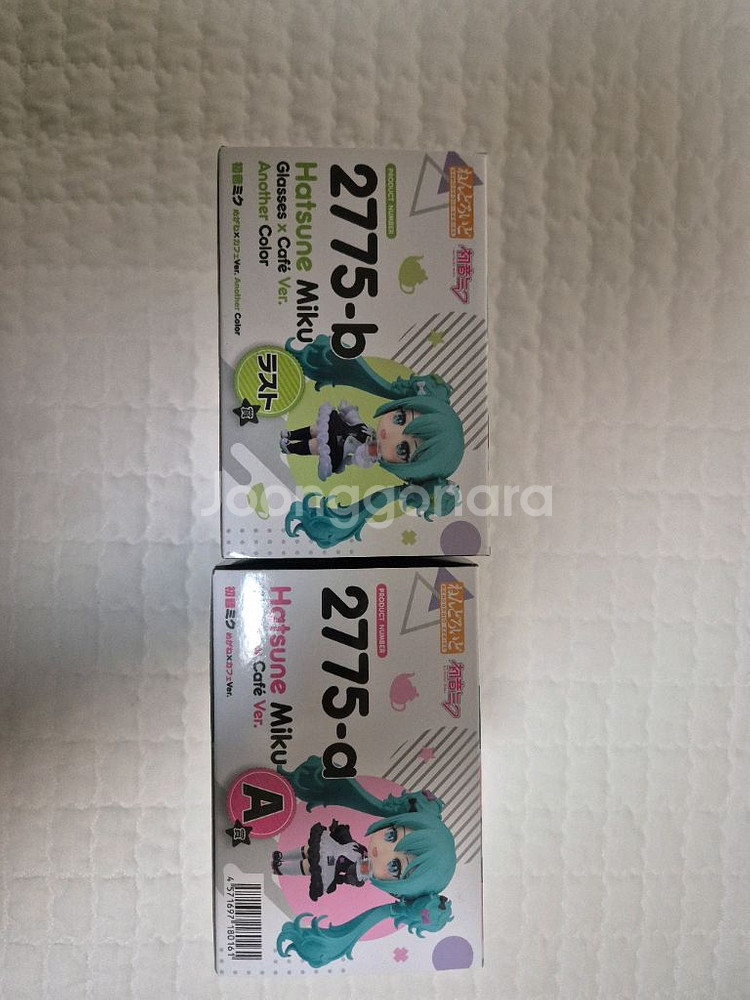 ねんどろいど
初音ミク
PRODUCT NUMBER
2775-b
Hatsune Miku
Glasses x Café Ver.
Another Color
初音ミク めがね×カフェVer. Another Color
ラスト
賞
Joonggonara
ねんどろいど
初音ミク
PRODUCT NUMBER
2775-a
Hatsune Miku
x Café Ver.
初音ミク めがね×カフェVer.
A
賞
4 571697 180161